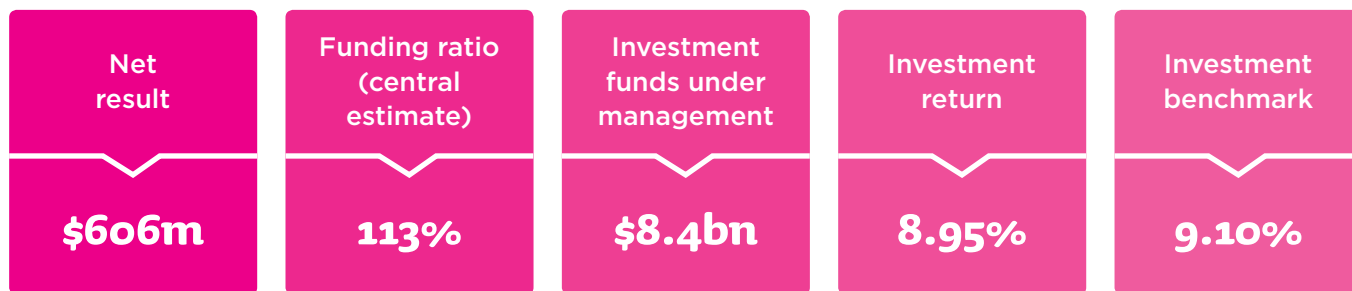 Net
result
$606m
Funding ratio
(central
estimate)
113%
Investment
funds under
management
$8.4bn
Investment
return
8.95%
Investment
benchmark
9.10%